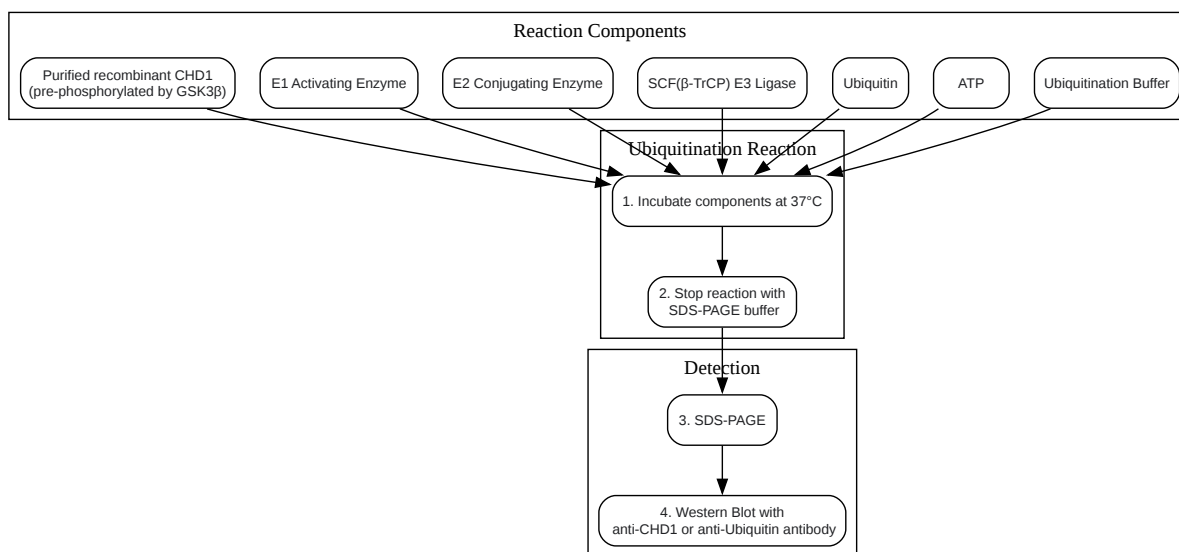 Reaction Components
Purified recombinant CHD1
(pre-phosphorylated by GSK3β)
E1 Activating Enzyme
E2 Conjugating Enzyme
SCF(β-TrCP) E3 Ligase
Ubiquitin
ATP
Ubiquitination Buffer
Ubiquitination Reaction
1. Incubate components at 37°C
2. Stop reaction with
SDS-PAGE buffer
Detection
3. SDS-PAGE
4. Western Blot with
anti-CHD1 or anti-Ubiquitin antibody